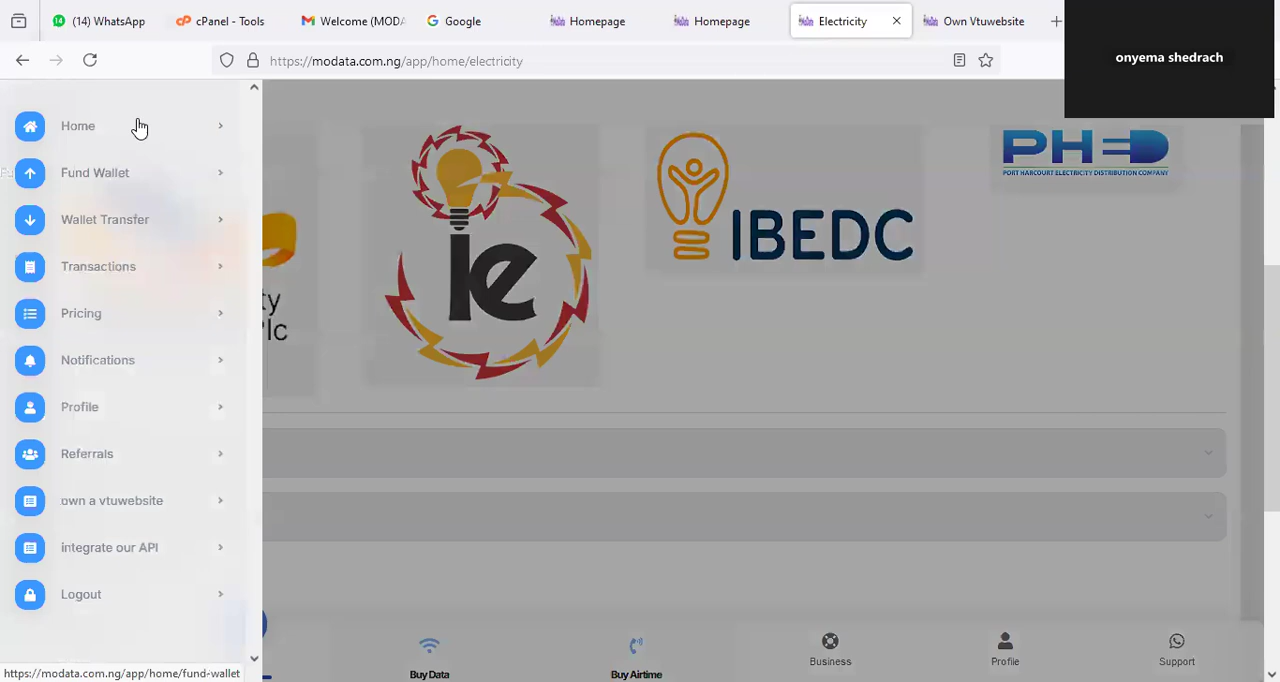 (14) WhatsApp
cPanel - Tools
Welcome (MODA
Google
Homepage
Homepage
Electricity
Own Vtuwebsite
https://modata.com.ng/app/home/electricity
onyema shedrach
Home
Fund Wallet
Wallet Transfer
Transactions
Pricing
Notifications
Profile
Referrals
own a vtuwebsite
integrate our API
Logout
ty
lc
ie
IBEDC
PHED
PORT HARCOURT ELECTRICITY DISTRIBUTION COMPANY
Buy Data
Buy Airtime
Business
Profile
Support
https://modata.com.ng/app/home/fund-wallet